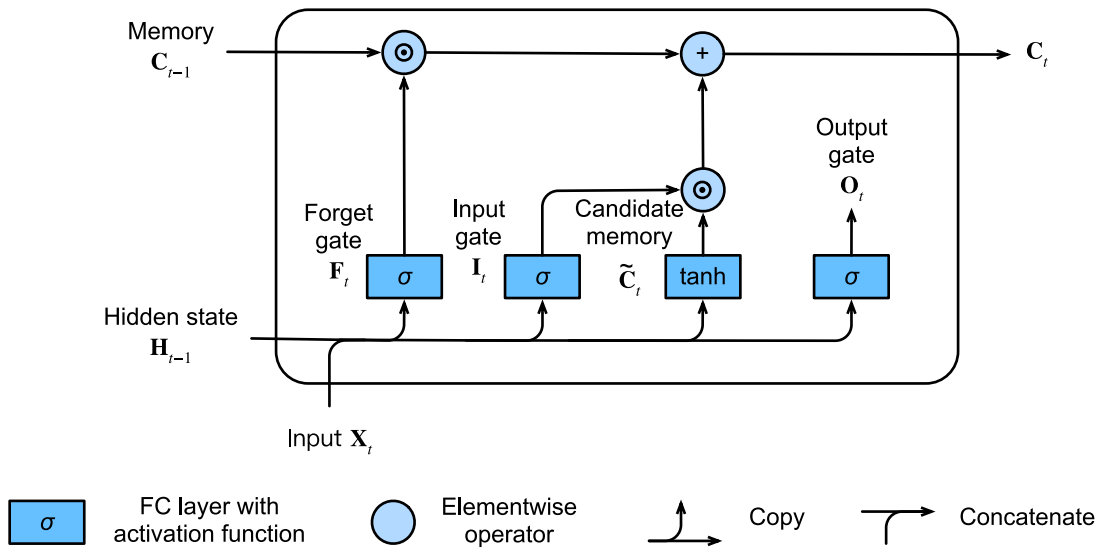 Memory
C_{t-1}
⊙
+
C_t
Output
gate
O_t
⊙
Forget
gate
F_t
Input
gate
I_t
Candidate
memory
C̃_t
σ
σ
tanh
σ
Hidden state
H_{t-1}
Input X_t
σ
FC layer with
activation function
Elementwise
operator
Copy
Concatenate